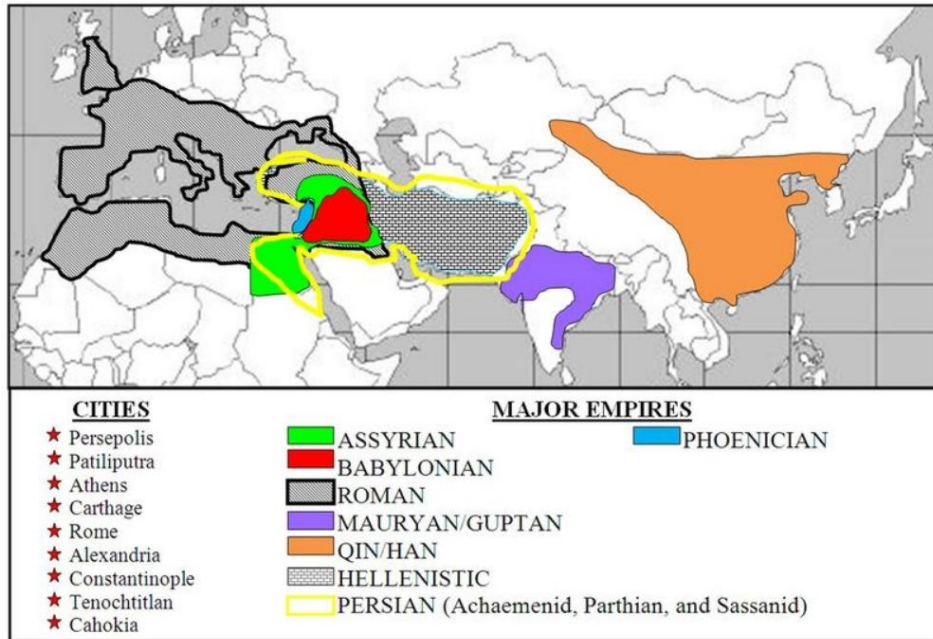 CITIES
Persepolis
Patiliputra
Athens
Carthage
Rome
Alexandria
Constantinople
Tenochtitlan
Cahokia
MAJOR EMPIRES
ASSYRIAN
BABYLONIAN
ROMAN
MAURYAN/GUPTAN
QIN/HAN
HELLENISTIC
PERSIAN (Achaemenid, Parthian, and Sassanid)
PHOENICIAN